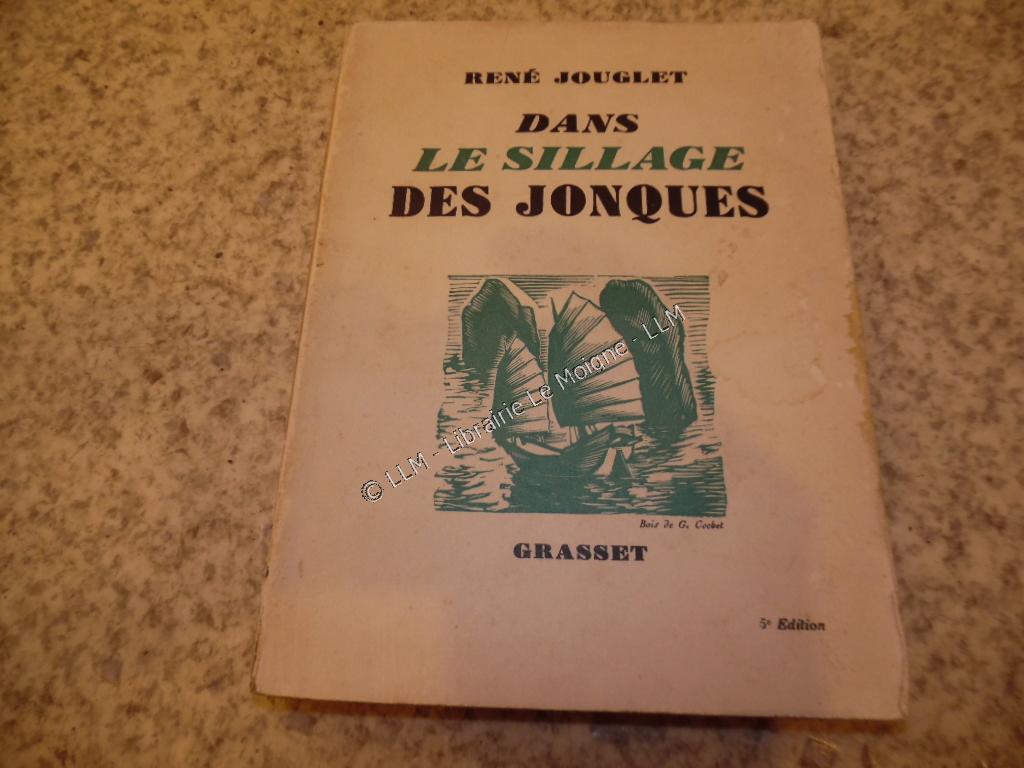 RENÉ JOUGLET
DANS
LE SILLAGE
DES JONQUES
© LLM - Librairie Le Moigne - LLM
Bois de G. Cochet
GRASSET
5e Edition